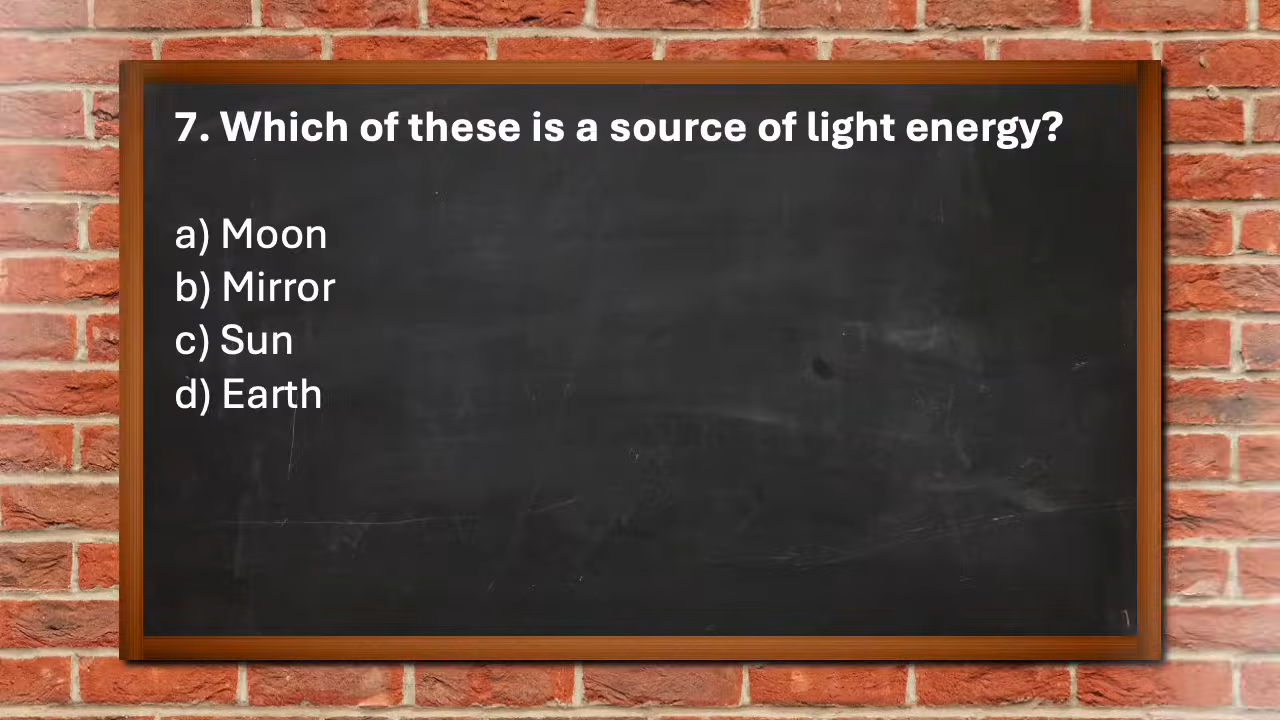 7. Which of these is a source of light energy?
a) Moon
b) Mirror
c) Sun
d) Earth